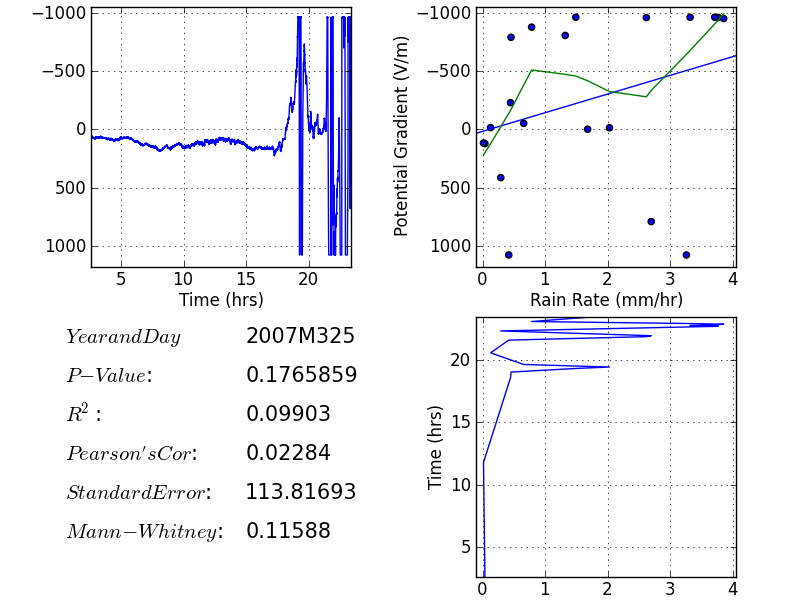 −1000
−500
0
500
1000
5 10 15 20
Time (hrs)
Potential Gradient (V/m)
−1000
−500
0
500
1000
0 1 2 3 4
Rain Rate (mm/hr)
YearandDay 2007M325
P−Value: 0.1765859
R²: 0.09903
Pearson'sCor: 0.02284
StandardError: 113.81693
Mann−Whitney: 0.11588
Time (hrs)
20
15
10
5
0 1 2 3 4